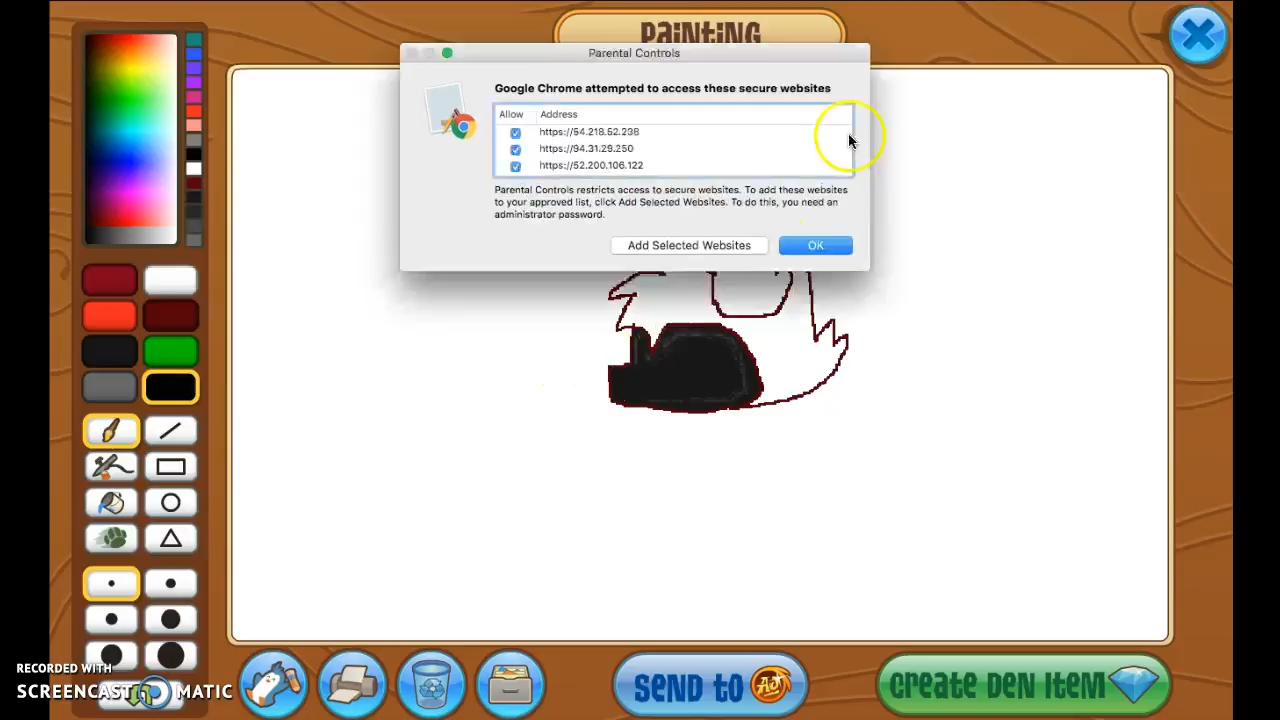 Painting
Parental Controls
Google Chrome attempted to access these secure websites
Allow Address
https://54.218.52.238
https://94.31.29.250
https://52.200.106.122
Parental Controls restricts access to secure websites. To add these websites
to your approved list, click Add Selected Websites. To do this, you need an
administrator password.
Add Selected Websites OK
RECORDED WITH
SCREENCAST MATIC
SEND TO AJ
CREATE DEN ITEM